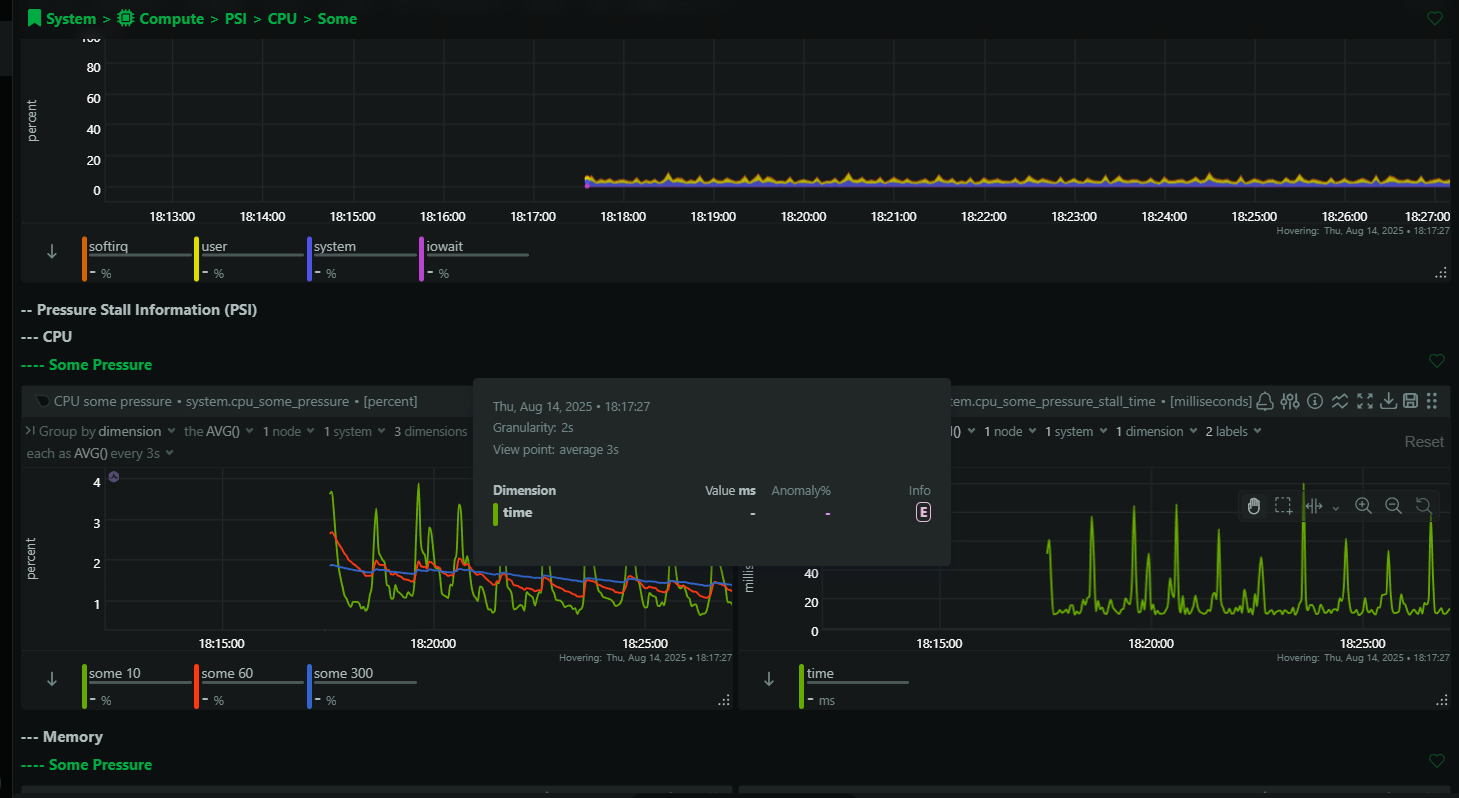 System > Compute > PSI > CPU > Some
100
80
60
40
20
0
percent
18:13:00 18:14:00 18:15:00 18:16:00 18:17:00 18:18:00 18:19:00 18:20:00 18:21:00 18:22:00 18:23:00 18:24:00 18:25:00 18:26:00 18:27:00
Hovering: Thu, Aug 14, 2025 • 18:17:27
softirq user system iowait
- % - % - % - %
-- Pressure Stall Information (PSI)
--- CPU
---- Some Pressure
CPU some pressure • system.cpu_some_pressure • [percent]
Group by dimension the AVG() 1 node 1 system 3 dimensions
each as AVG() every 3s
4
3
2
1
percent
18:15:00 18:20:00 18:25:00
Hovering: Thu, Aug 14, 2025 • 18:17:27
some 10 some 60 some 300
- % - % - %
Thu, Aug 14, 2025 • 18:17:27
Granularity: 2s
View point: average 3s
Dimension Value ms Anomaly% Info
time - - E
tem.cpu_some_pressure_stall_time • [milliseconds]
l() 1 node 1 system 1 dimension 2 labels
Reset
40
20
0
millis
18:15:00 18:20:00 18:25:00
Hovering: Thu, Aug 14, 2025 • 18:17:27
time
- ms
--- Memory
---- Some Pressure